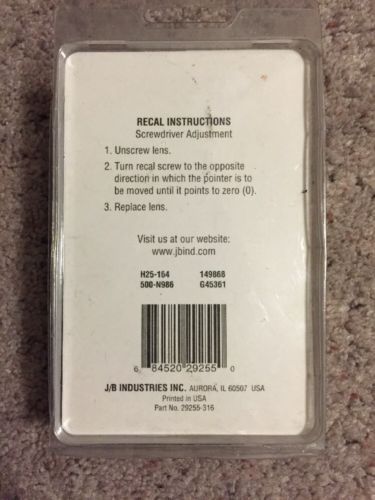 RECAL INSTRUCTIONS
Screwdriver Adjustment
1. Unscrew lens.
2. Turn recal screw to the opposite
direction in which the pointer is to
be moved until it points to zero (0).
3. Replace lens.
Visit us at our website:
www.jbind.com
H25-164 149868
500-N986 G45361
6 84520 29255 0
J/B INDUSTRIES INC. AURORA, IL 60507 USA
Printed in USA
Part No. 29255-316